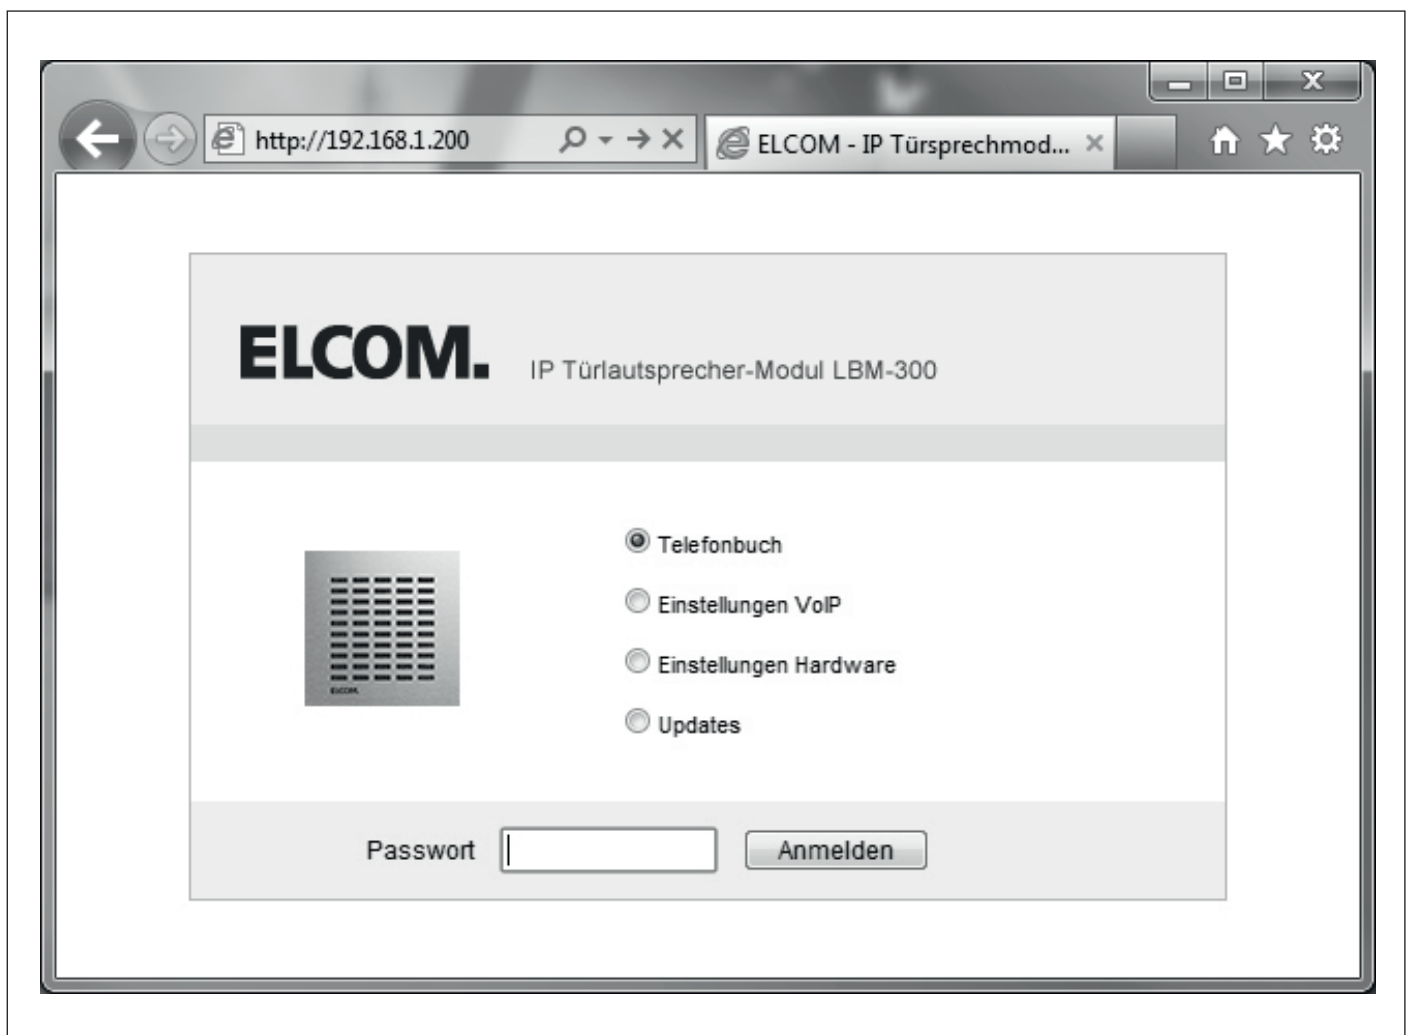 http://192.168.1.200
ELCOM - IP Türsprechmod...
ELCOM.
IP Türlautsprecher-Modul LBM-300
Telefonbuch
Einstellungen VoIP
Einstellungen Hardware
Updates
ELCOM.
Passwort
Anmelden